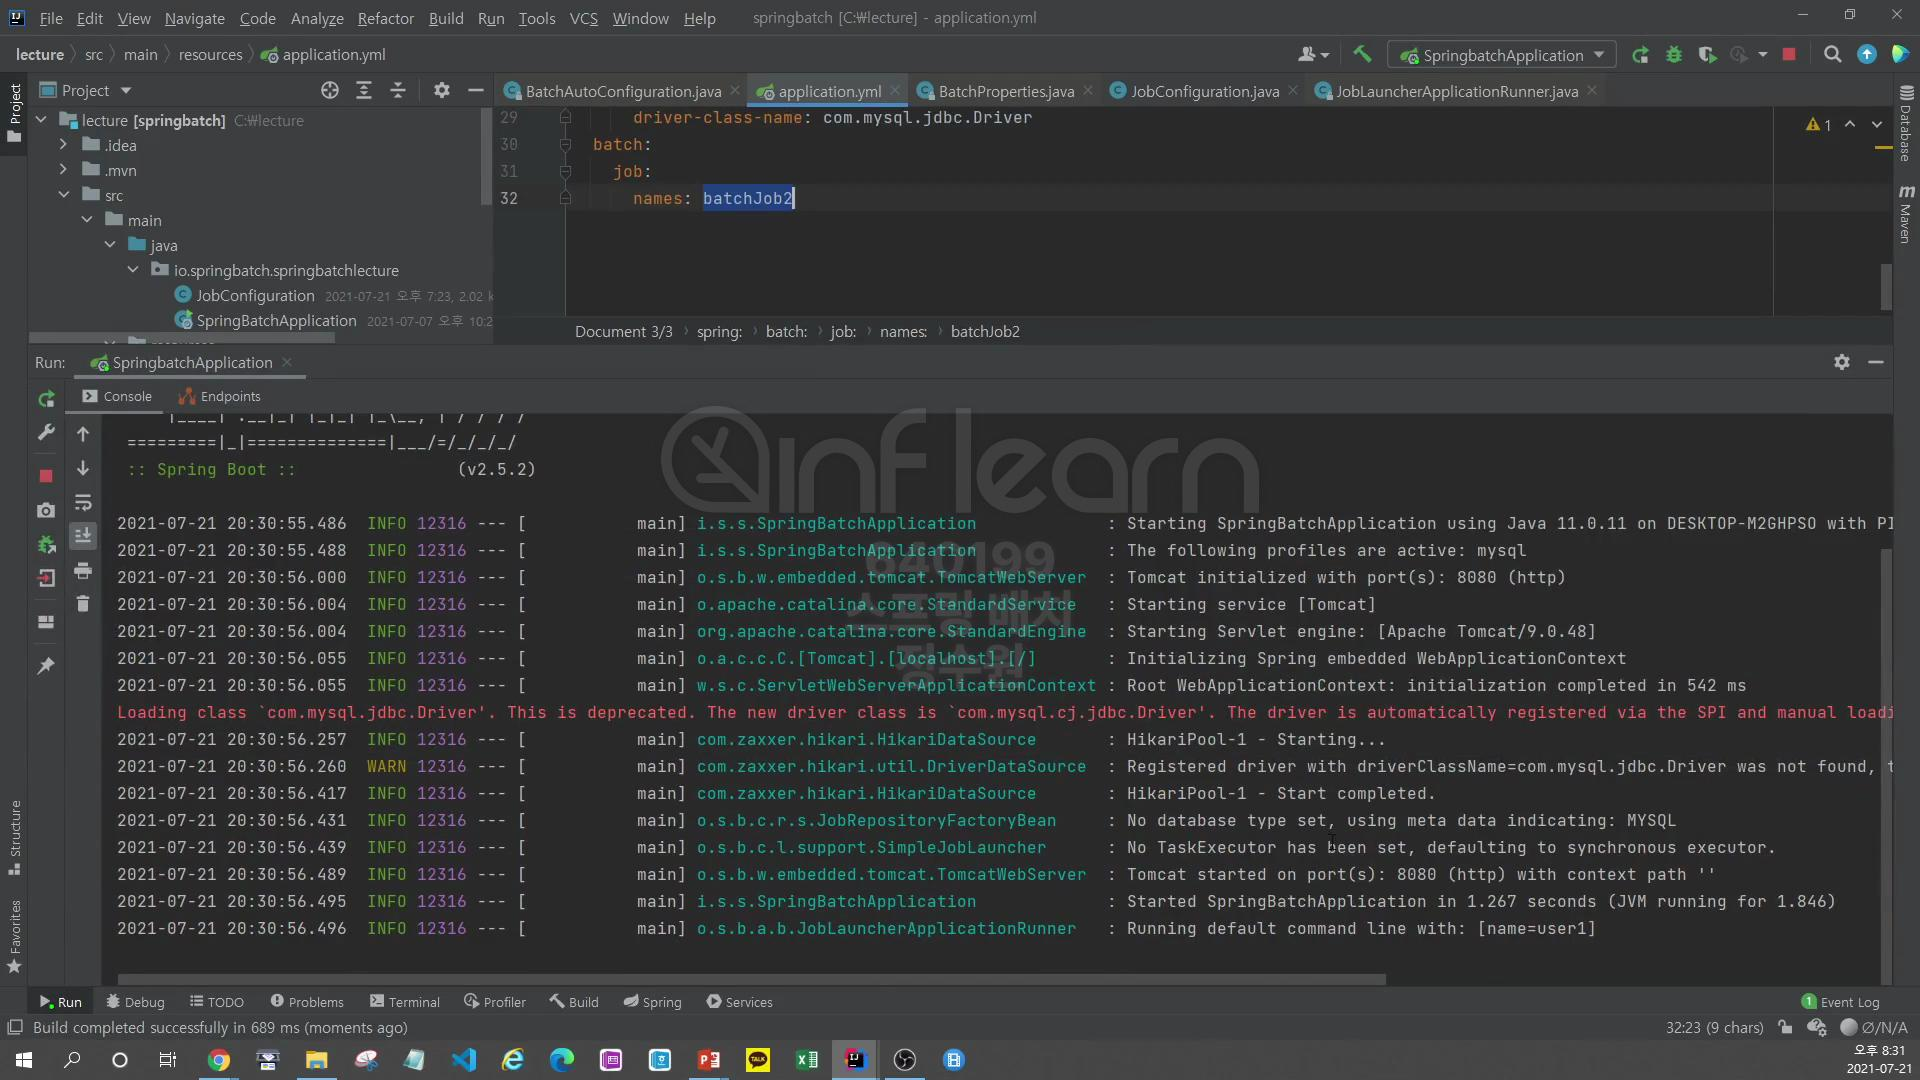 File Edit View Navigate Code Analyze Refactor Build Run Tools VCS Window Help springbatch [C:₩lecture] - application.yml
lecture src main resources application.yml SpringbatchApplication
Project
BatchAutoConfiguration.java application.yml BatchProperties.java JobConfiguration.java JobLauncherApplicationRunner.java
lecture [springbatch] C:₩lecture
.idea
.mvn
src
main
java
io.springbatch.springbatchlecture
JobConfiguration 2021-07-21 오후 7:23, 2.02 k
SpringBatchApplication 2021-07-07 오후 10:2
29 driver-class-name: com.mysql.jdbc.Driver
30 batch:
31 job:
32 names: batchJob2
1
Document 3/3 spring: batch: job: names: batchJob2
Project
Structure
Favorites
Database
Maven
Run: SpringbatchApplication
Console Endpoints
=========|_|==============|___/=/_/_/_/
:: Spring Boot :: (v2.5.2)
2021-07-21 20:30:55.486 INFO 12316 --- [ main] i.s.s.SpringBatchApplication : Starting SpringBatchApplication using Java 11.0.11 on DESKTOP-M2GHPSO with PI
2021-07-21 20:30:55.488 INFO 12316 --- [ main] i.s.s.SpringBatchApplication : The following profiles are active: mysql
2021-07-21 20:30:56.000 INFO 12316 --- [ main] o.s.b.w.embedded.tomcat.TomcatWebServer : Tomcat initialized with port(s): 8080 (http)
2021-07-21 20:30:56.004 INFO 12316 --- [ main] o.apache.catalina.core.StandardService : Starting service [Tomcat]
2021-07-21 20:30:56.004 INFO 12316 --- [ main] org.apache.catalina.core.StandardEngine : Starting Servlet engine: [Apache Tomcat/9.0.48]
2021-07-21 20:30:56.055 INFO 12316 --- [ main] o.a.c.c.C.[Tomcat].[localhost].[/] : Initializing Spring embedded WebApplicationContext
2021-07-21 20:30:56.055 INFO 12316 --- [ main] w.s.c.ServletWebServerApplicationContext : Root WebApplicationContext: initialization completed in 542 ms
Loading class `com.mysql.jdbc.Driver'. This is deprecated. The new driver class is `com.mysql.cj.jdbc.Driver'. The driver is automatically registered via the SPI and manual loadi
2021-07-21 20:30:56.257 INFO 12316 --- [ main] com.zaxxer.hikari.HikariDataSource : HikariPool-1 - Starting...
2021-07-21 20:30:56.260 WARN 12316 --- [ main] com.zaxxer.hikari.util.DriverDataSource : Registered driver with driverClassName=com.mysql.jdbc.Driver was not found, t
2021-07-21 20:30:56.417 INFO 12316 --- [ main] com.zaxxer.hikari.HikariDataSource : HikariPool-1 - Start completed.
2021-07-21 20:30:56.431 INFO 12316 --- [ main] o.s.b.c.r.s.JobRepositoryFactoryBean : No database type set, using meta data indicating: MYSQL
2021-07-21 20:30:56.439 INFO 12316 --- [ main] o.s.b.c.l.support.SimpleJobLauncher : No TaskExecutor has been set, defaulting to synchronous executor.
2021-07-21 20:30:56.489 INFO 12316 --- [ main] o.s.b.w.embedded.tomcat.TomcatWebServer : Tomcat started on port(s): 8080 (http) with context path ''
2021-07-21 20:30:56.495 INFO 12316 --- [ main] i.s.s.SpringBatchApplication : Started SpringBatchApplication in 1.267 seconds (JVM running for 1.846)
2021-07-21 20:30:56.496 INFO 12316 --- [ main] o.s.b.a.b.JobLauncherApplicationRunner : Running default command line with: [name=user1]
inflearn
640199
스프링 배치
정수원
Run Debug TODO Problems Terminal Profiler Build Spring Services 1 Event Log
Build completed successfully in 689 ms (moments ago) 32:23 (9 chars) Ø/N/A
TALK
오후 8:31
2021-07-21